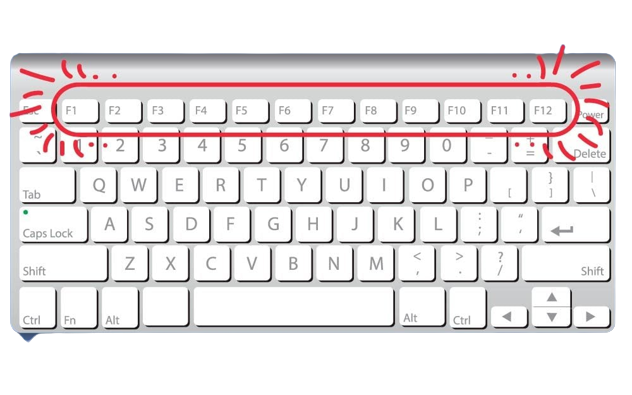 Esc F1 F2 F3 F4 F5 F6 F7 F8 F9 F10 F11 F12 Power
~ ` 1 2 3 4 5 6 7 8 9 0 - - + = Delete
Tab Q W E R T Y U I O P [ } ] | \
Caps Lock A S D F G H J K L : ; “ ,
Shift Z X C V B N M < , > . ? / Shift
Ctrl Fn Alt Alt Ctrl